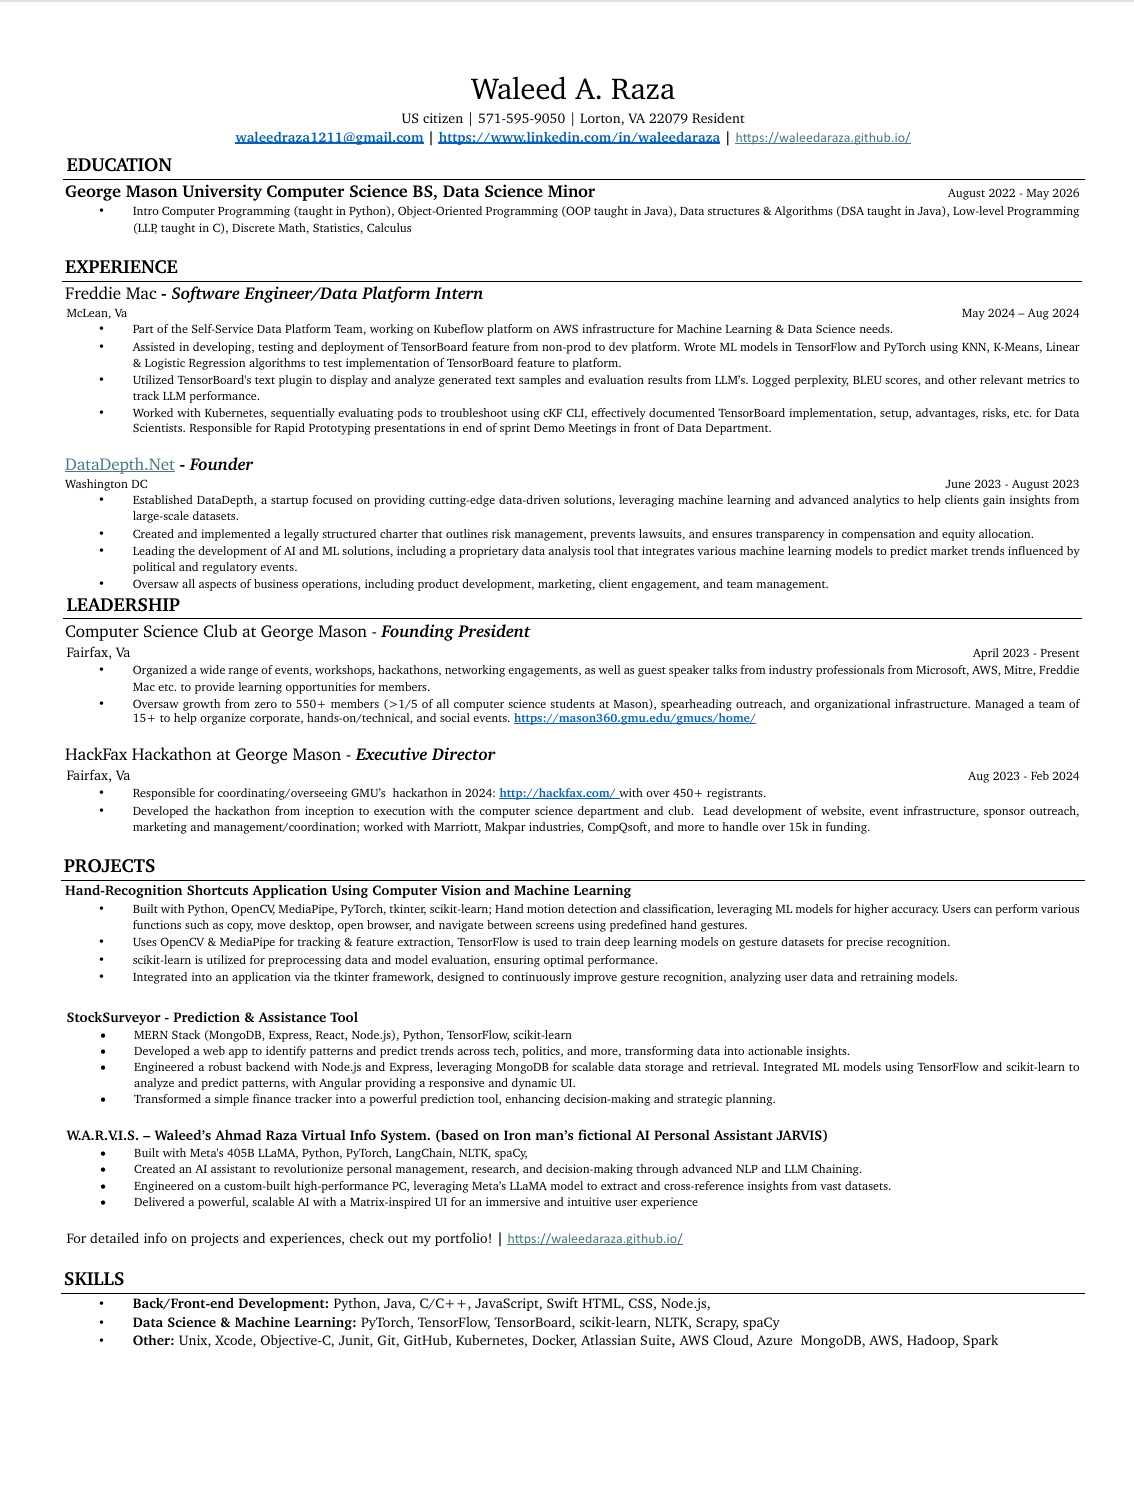 Waleed A. Raza
US citizen | 571-595-9050 | Lorton, VA 22079 Resident
waleedraza1211@gmail.com | https://www.linkedin.com/in/waleedaraza | https://waleedaraza.github.io/
EDUCATION
George Mason University Computer Science BS, Data Science Minor August 2022 - May 2026
• Intro Computer Programming (taught in Python), Object-Oriented Programming (OOP taught in Java), Data structures & Algorithms (DSA taught in Java), Low-level Programming
(LLP, taught in C), Discrete Math, Statistics, Calculus
EXPERIENCE
Freddie Mac - Software Engineer/Data Platform Intern
McLean, Va May 2024 – Aug 2024
• Part of the Self-Service Data Platform Team, working on Kubeflow platform on AWS infrastructure for Machine Learning & Data Science needs.
• Assisted in developing, testing and deployment of TensorBoard feature from non-prod to dev platform. Wrote ML models in TensorFlow and PyTorch using KNN, K-Means, Linear
& Logistic Regression algorithms to test implementation of TensorBoard feature to platform.
• Utilized TensorBoard's text plugin to display and analyze generated text samples and evaluation results from LLM's. Logged perplexity, BLEU scores, and other relevant metrics to
track LLM performance.
• Worked with Kubernetes, sequentially evaluating pods to troubleshoot using cKF CLI, effectively documented TensorBoard implementation, setup, advantages, risks, etc. for Data
Scientists. Responsible for Rapid Prototyping presentations in end of sprint Demo Meetings in front of Data Department.
DataDepth.Net - Founder
Washington DC June 2023 - August 2023
• Established DataDepth, a startup focused on providing cutting-edge data-driven solutions, leveraging machine learning and advanced analytics to help clients gain insights from
large-scale datasets.
• Created and implemented a legally structured charter that outlines risk management, prevents lawsuits, and ensures transparency in compensation and equity allocation.
• Leading the development of AI and ML solutions, including a proprietary data analysis tool that integrates various machine learning models to predict market trends influenced by
political and regulatory events.
• Oversaw all aspects of business operations, including product development, marketing, client engagement, and team management.
LEADERSHIP
Computer Science Club at George Mason - Founding President
Fairfax, Va April 2023 - Present
• Organized a wide range of events, workshops, hackathons, networking engagements, as well as guest speaker talks from industry professionals from Microsoft, AWS, Mitre, Freddie
Mac etc. to provide learning opportunities for members.
• Oversaw growth from zero to 550+ members (>1/5 of all computer science students at Mason), spearheading outreach, and organizational infrastructure. Managed a team of
15+ to help organize corporate, hands-on/technical, and social events. https://mason360.gmu.edu/gmucs/home/
HackFax Hackathon at George Mason - Executive Director
Fairfax, Va Aug 2023 - Feb 2024
• Responsible for coordinating/overseeing GMU's hackathon in 2024: http://hackfax.com/ with over 450+ registrants.
• Developed the hackathon from inception to execution with the computer science department and club. Lead development of website, event infrastructure, sponsor outreach,
marketing and management/coordination; worked with Marriott, Makpar industries, CompQsoft, and more to handle over 15k in funding.
PROJECTS
Hand-Recognition Shortcuts Application Using Computer Vision and Machine Learning
• Built with Python, OpenCV, MediaPipe, PyTorch, tkinter, scikit-learn; Hand motion detection and classification, leveraging ML models for higher accuracy. Users can perform various
functions such as copy, move desktop, open browser, and navigate between screens using predefined hand gestures.
• Uses OpenCV & MediaPipe for tracking & feature extraction, TensorFlow is used to train deep learning models on gesture datasets for precise recognition.
• scikit-learn is utilized for preprocessing data and model evaluation, ensuring optimal performance.
• Integrated into an application via the tkinter framework, designed to continuously improve gesture recognition, analyzing user data and retraining models.
StockSurveyor - Prediction & Assistance Tool
• MERN Stack (MongoDB, Express, React, Node.js), Python, TensorFlow, scikit-learn
• Developed a web app to identify patterns and predict trends across tech, politics, and more, transforming data into actionable insights.
• Engineered a robust backend with Node.js and Express, leveraging MongoDB for scalable data storage and retrieval. Integrated ML models using TensorFlow and scikit-learn to
analyze and predict patterns, with Angular providing a responsive and dynamic UI.
• Transformed a simple finance tracker into a powerful prediction tool, enhancing decision-making and strategic planning.
W.A.R.V.I.S. – Waleed's Ahmad Raza Virtual Info System. (based on Iron man's fictional AI Personal Assistant JARVIS)
• Built with Meta's 405B LLaMA, Python, PyTorch, LangChain, NLTK, spaCy,
• Created an AI assistant to revolutionize personal management, research, and decision-making through advanced NLP and LLM Chaining.
• Engineered on a custom-built high-performance PC, leveraging Meta's LLaMA model to extract and cross-reference insights from vast datasets.
• Delivered a powerful, scalable AI with a Matrix-inspired UI for an immersive and intuitive user experience
For detailed info on projects and experiences, check out my portfolio! | https://waleedaraza.github.io/
SKILLS
• Back/Front-end Development: Python, Java, C/C++, JavaScript, Swift HTML, CSS, Node.js,
• Data Science & Machine Learning: PyTorch, TensorFlow, TensorBoard, scikit-learn, NLTK, Scrapy, spaCy
• Other: Unix, Xcode, Objective-C, Junit, Git, GitHub, Kubernetes, Docker, Atlassian Suite, AWS Cloud, Azure MongoDB, AWS, Hadoop, Spark